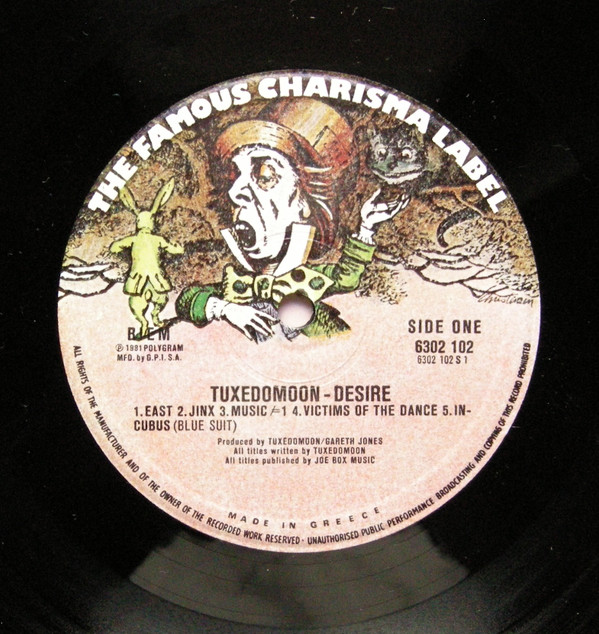 THE FAMOUS CHARISMA LABEL
BIEM
℗ 1981 POLYGRAM
MFD. by G.P.I. S.A.
SIDE ONE
6302 102
6302 102 S 1
TUXEDOMOON - DESIRE
1. EAST 2. JINX 3. MUSIC ≠1 4. VICTIMS OF THE DANCE 5. IN-
CUBUS (BLUE SUIT)
Produced by TUXEDOMOON/GARETH JONES
All titles written by TUXEDOMOON
All titles published by JOE BOX MUSIC
MADE IN GREECE
ALL RIGHTS OF THE MANUFACTURER AND OF THE OWNER OF THE RECORDED WORK RESERVED - UNAUTHORISED PUBLIC PERFORMANCE BROADCASTING AND COPYING OF THIS RECORD PROHIBITED